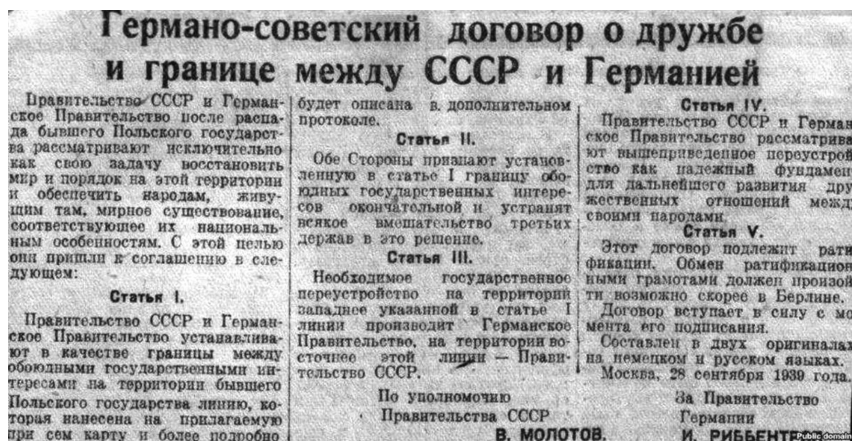 Германо-советский договор о дружбе
и границе между СССР и Германией
Правительство СССР и Герман-
ское Правительство после распа-
да бывшего Польского государст-
ва рассматривают исключительно
как свою задачу восстановить
мир и порядок на этой территории
и обеспечить народам, живу-
щим там, мирное существование,
соответствующее их националь-
ным особенностям. С этой целью
они пришли к соглашению в сле-
дующем:
Статья I.
Правительство СССР и Герман-
ское Правительство устанавлива-
ют в качестве границы между
обоюдными государственными ин-
тересами на территории бывшего
Польского государства линию, ко-
торая нанесена на прилагаемую
при сем карту и более подробно
будет описана в дополнительном
протоколе.
Статья II.
Обе Стороны признают установ-
ленную в статье I границу обо-
юдных государственных интере-
сов окончательной и устранят
всякое вмешательство третьих
держав в это решение.
Статья III.
Необходимое государственное
переустройство на территории
западнее указанной в статье I
линии производит Германское
Правительство, на территории во-
сточнее этой линии — Прави-
тельство СССР.
Статья IV.
Правительство СССР и Герман
ское Правительство рассматрива
ют вышеприведенное переустрой
ство как надежный фундамен
для дальнейшего развития дру
жественных отношений межд
своими народами.
Статья V.
Этот договор подлежит рати
фикации. Обмен ратификацион
ными грамотами должен произой
ти возможно скорее в Берлине.
Договор вступает в силу с мо
мента его подписания.
Составлен в двух оригиналах
на немецком и русском языках.
Москва, 28 сентября 1939 года.
По уполномочию
Правительства СССР
В. МОЛОТОВ.
За Правительство
Германии
И. РИББЕНТР
Public domain